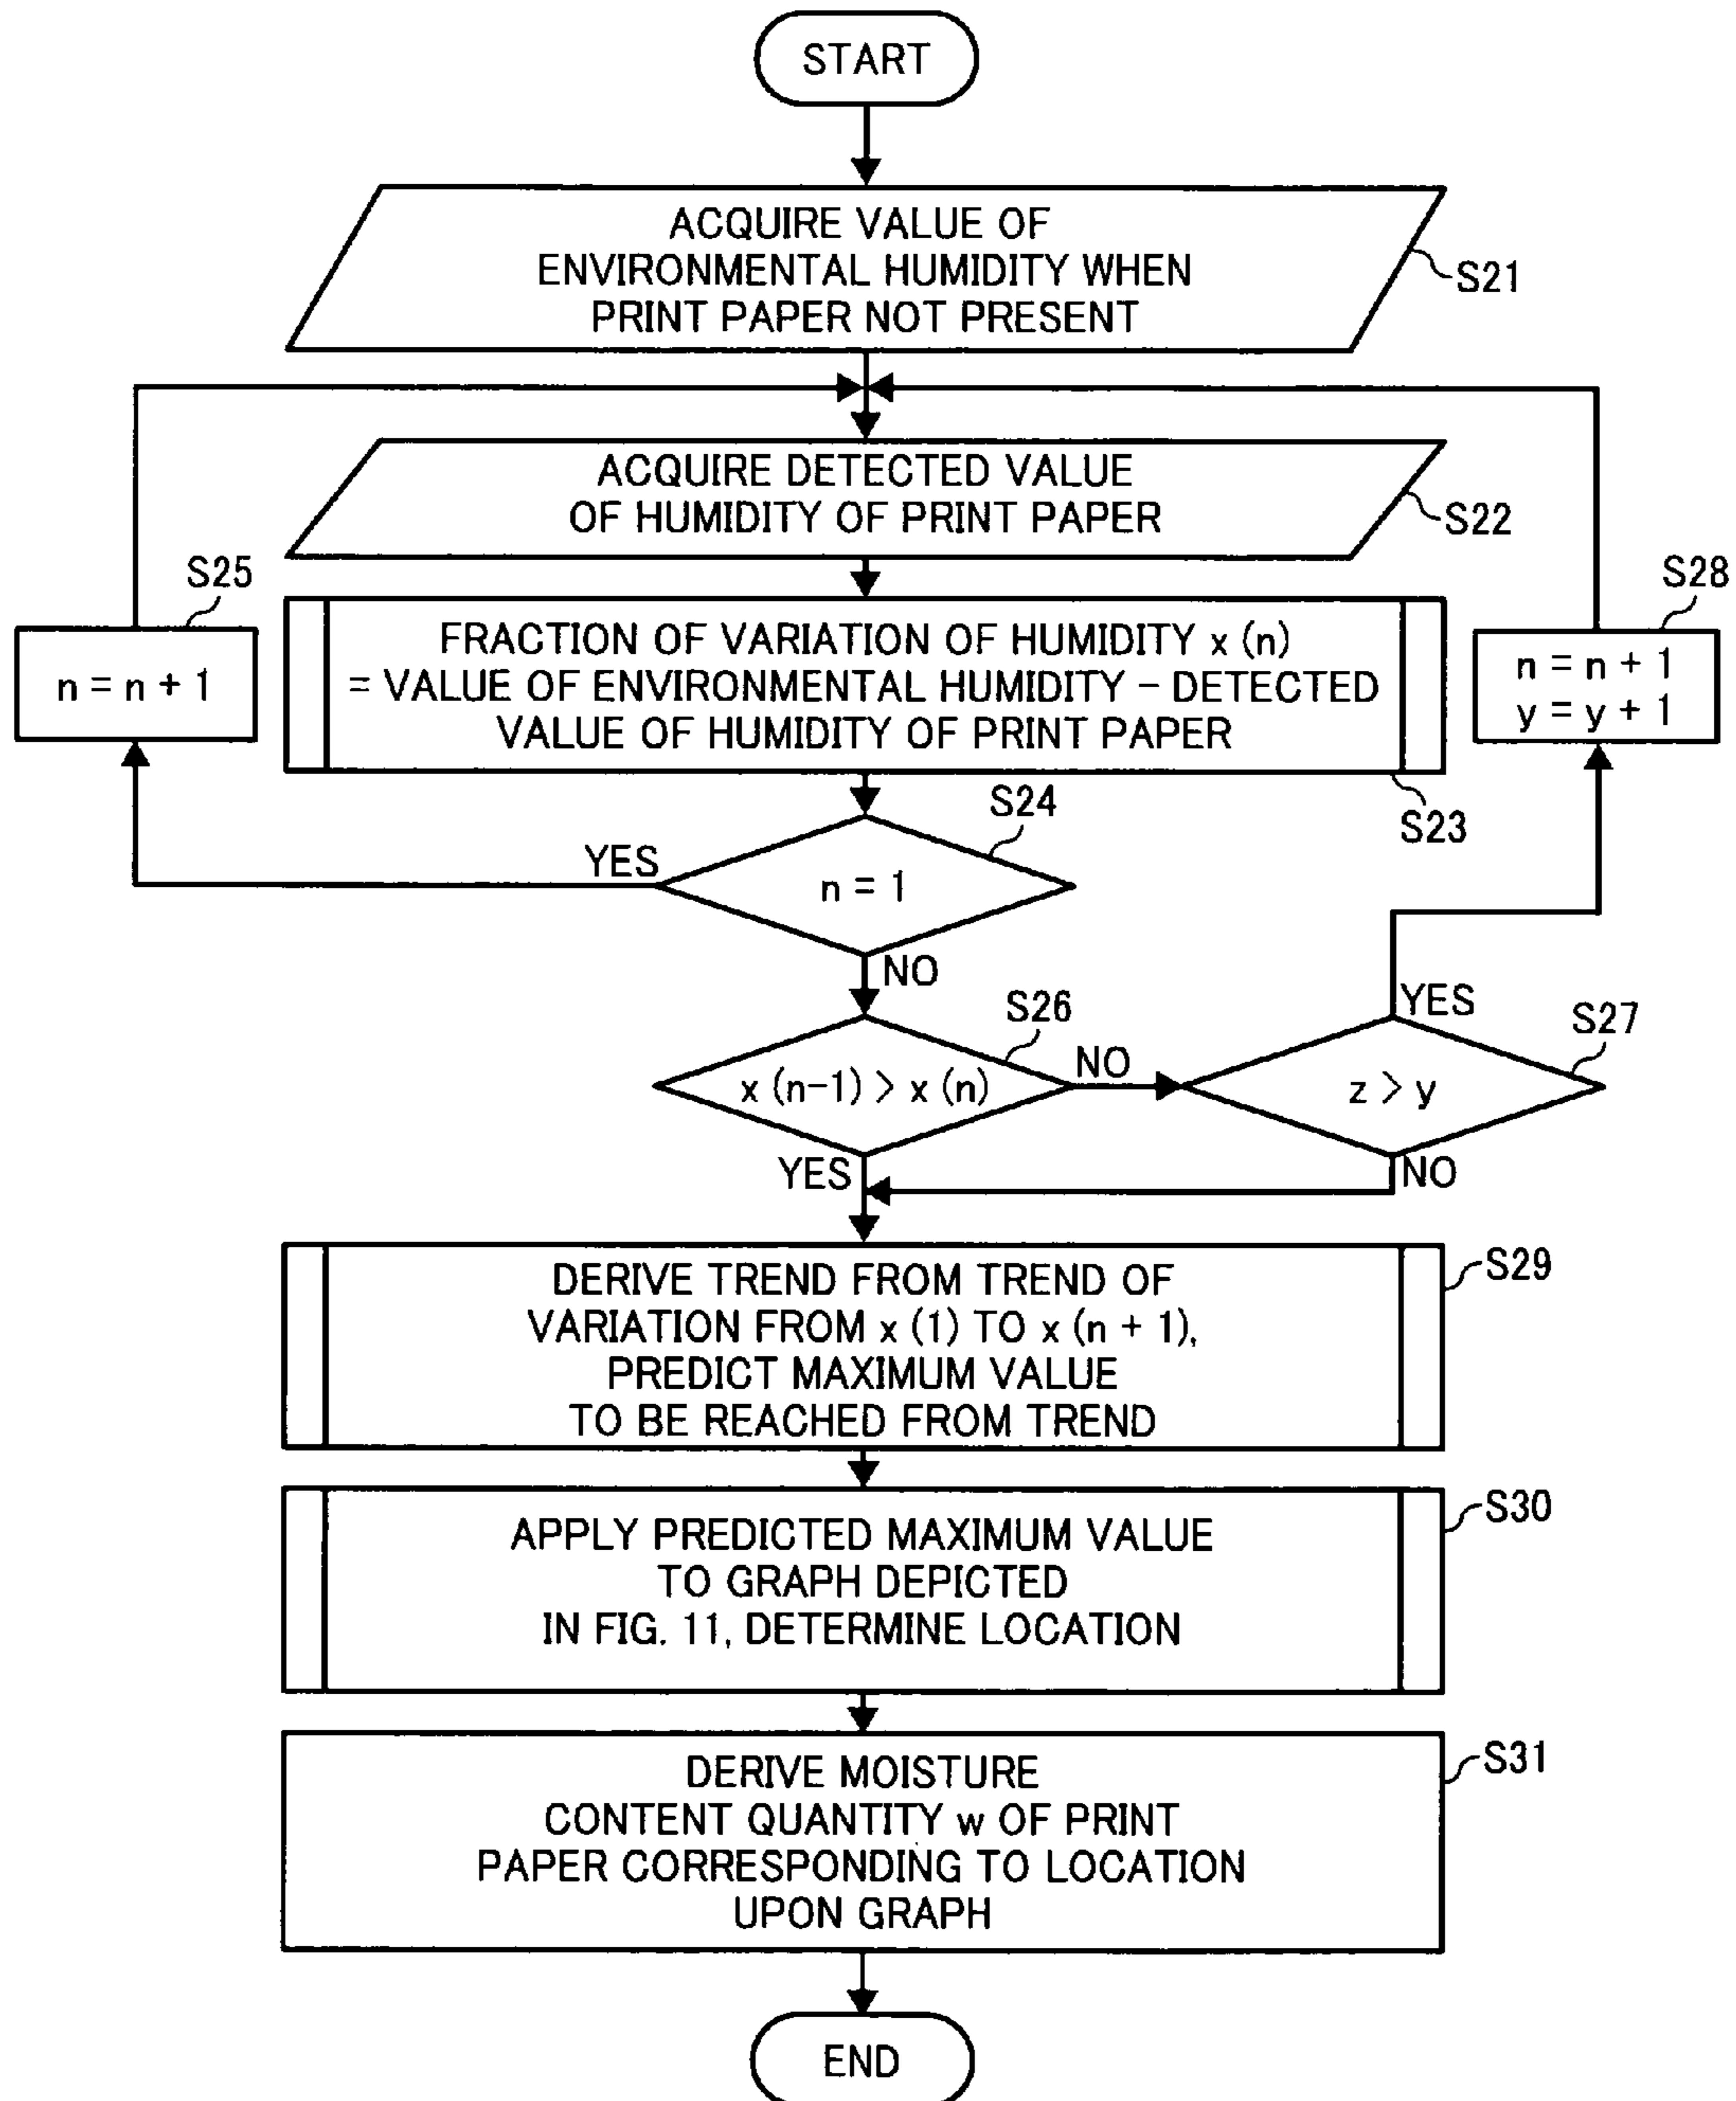 START
ACQUIRE VALUE OF
ENVIRONMENTAL HUMIDITY WHEN
PRINT PAPER NOT PRESENT
S21
ACQUIRE DETECTED VALUE
OF HUMIDITY OF PRINT PAPER
S22
S25
n = n + 1
FRACTION OF VARIATION OF HUMIDITY x (n)
= VALUE OF ENVIRONMENTAL HUMIDITY – DETECTED
VALUE OF HUMIDITY OF PRINT PAPER
S23
S28
n = n + 1
y = y + 1
S24
YES
n = 1
NO
S26
x (n-1) > x (n)
NO
YES
S27
YES
z > y
NO
DERIVE TREND FROM TREND OF
VARIATION FROM x (1) TO x (n + 1),
PREDICT MAXIMUM VALUE
TO BE REACHED FROM TREND
S29
APPLY PREDICTED MAXIMUM VALUE
TO GRAPH DEPICTED
IN FIG. 11, DETERMINE LOCATION
S30
DERIVE MOISTURE
CONTENT QUANTITY w OF PRINT
PAPER CORRESPONDING TO LOCATION
UPON GRAPH
S31
END